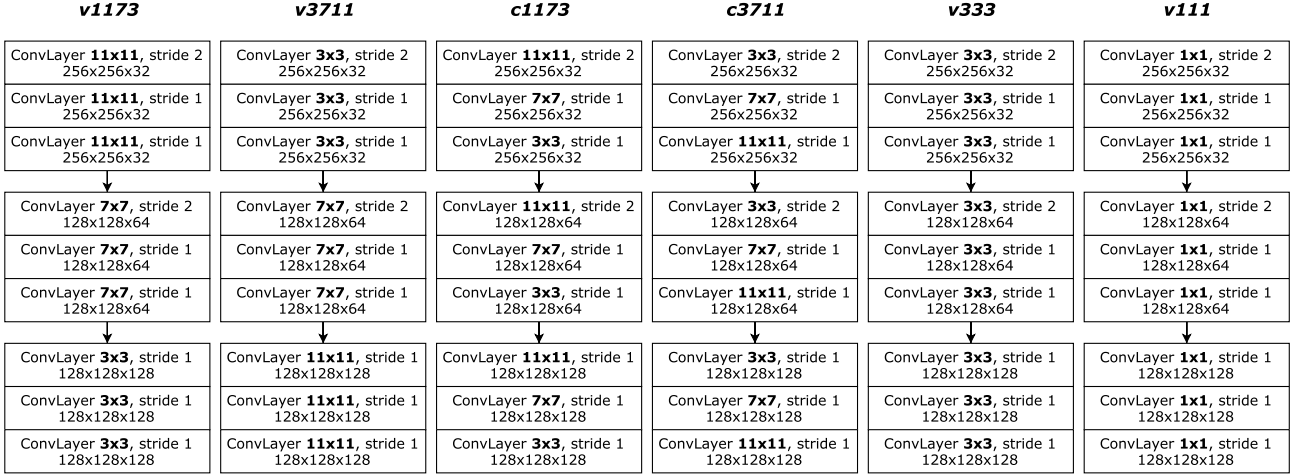 v1173
ConvLayer 11x11, stride 2
256x256x32
ConvLayer 11x11, stride 1
256x256x32
ConvLayer 11x11, stride 1
256x256x32
ConvLayer 7x7, stride 2
128x128x64
ConvLayer 7x7, stride 1
128x128x64
ConvLayer 7x7, stride 1
128x128x64
ConvLayer 3x3, stride 1
128x128x128
ConvLayer 3x3, stride 1
128x128x128
ConvLayer 3x3, stride 1
128x128x128
v3711
ConvLayer 3x3, stride 2
256x256x32
ConvLayer 3x3, stride 1
256x256x32
ConvLayer 3x3, stride 1
256x256x32
ConvLayer 7x7, stride 2
128x128x64
ConvLayer 7x7, stride 1
128x128x64
ConvLayer 7x7, stride 1
128x128x64
ConvLayer 11x11, stride 1
128x128x128
ConvLayer 11x11, stride 1
128x128x128
ConvLayer 11x11, stride 1
128x128x128
c1173
ConvLayer 11x11, stride 2
256x256x32
ConvLayer 7x7, stride 1
256x256x32
ConvLayer 3x3, stride 1
256x256x32
ConvLayer 11x11, stride 2
128x128x64
ConvLayer 7x7, stride 1
128x128x64
ConvLayer 3x3, stride 1
128x128x64
ConvLayer 11x11, stride 1
128x128x128
ConvLayer 7x7, stride 1
128x128x128
ConvLayer 3x3, stride 1
128x128x128
c3711
ConvLayer 3x3, stride 2
256x256x32
ConvLayer 7x7, stride 1
256x256x32
ConvLayer 11x11, stride 1
256x256x32
ConvLayer 3x3, stride 2
128x128x64
ConvLayer 7x7, stride 1
128x128x64
ConvLayer 11x11, stride 1
128x128x64
ConvLayer 3x3, stride 1
128x128x128
ConvLayer 7x7, stride 1
128x128x128
ConvLayer 11x11, stride 1
128x128x128
v333
ConvLayer 3x3, stride 2
256x256x32
ConvLayer 3x3, stride 1
256x256x32
ConvLayer 3x3, stride 1
256x256x32
ConvLayer 3x3, stride 2
128x128x64
ConvLayer 3x3, stride 1
128x128x64
ConvLayer 3x3, stride 1
128x128x64
ConvLayer 3x3, stride 1
128x128x128
ConvLayer 3x3, stride 1
128x128x128
ConvLayer 3x3, stride 1
128x128x128
v111
ConvLayer 1x1, stride 2
256x256x32
ConvLayer 1x1, stride 1
256x256x32
ConvLayer 1x1, stride 1
256x256x32
ConvLayer 1x1, stride 2
128x128x64
ConvLayer 1x1, stride 1
128x128x64
ConvLayer 1x1, stride 1
128x128x64
ConvLayer 1x1, stride 1
128x128x128
ConvLayer 1x1, stride 1
128x128x128
ConvLayer 1x1, stride 1
128x128x128